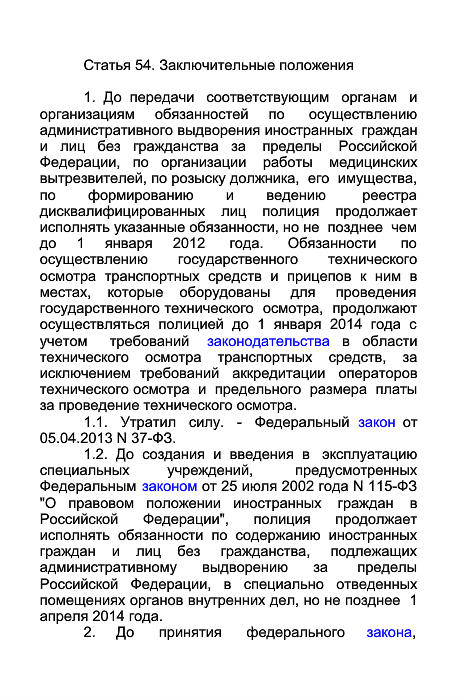 Статья 54. Заключительные положения
1. До передачи соответствующим органам и
организациям обязанностей по осуществлению
административного выдворения иностранных граждан
и лиц без гражданства за пределы Российской
Федерации, по организации работы медицинских
вытрезвителей, по розыску должника, его имущества,
по формированию и ведению реестра
дисквалифицированных лиц полиция продолжает
исполнять указанные обязанности, но не позднее чем
до 1 января 2012 года. Обязанности по
осуществлению государственного технического
осмотра транспортных средств и прицепов к ним в
местах, которые оборудованы для проведения
государственного технического осмотра, продолжают
осуществляться полицией до 1 января 2014 года с
учетом требований законодательства в области
технического осмотра транспортных средств, за
исключением требований аккредитации операторов
технического осмотра и предельного размера платы
за проведение технического осмотра.
1.1. Утратил силу. - Федеральный закон от
05.04.2013 N 37-ФЗ.
1.2. До создания и введения в эксплуатацию
специальных учреждений, предусмотренных
Федеральным законом от 25 июля 2002 года N 115-ФЗ
"О правовом положении иностранных граждан в
Российской Федерации", полиция продолжает
исполнять обязанности по содержанию иностранных
граждан и лиц без гражданства, подлежащих
административному выдворению за пределы
Российской Федерации, в специально отведенных
помещениях органов внутренних дел, но не позднее 1
апреля 2014 года.
2. До принятия федерального закона,